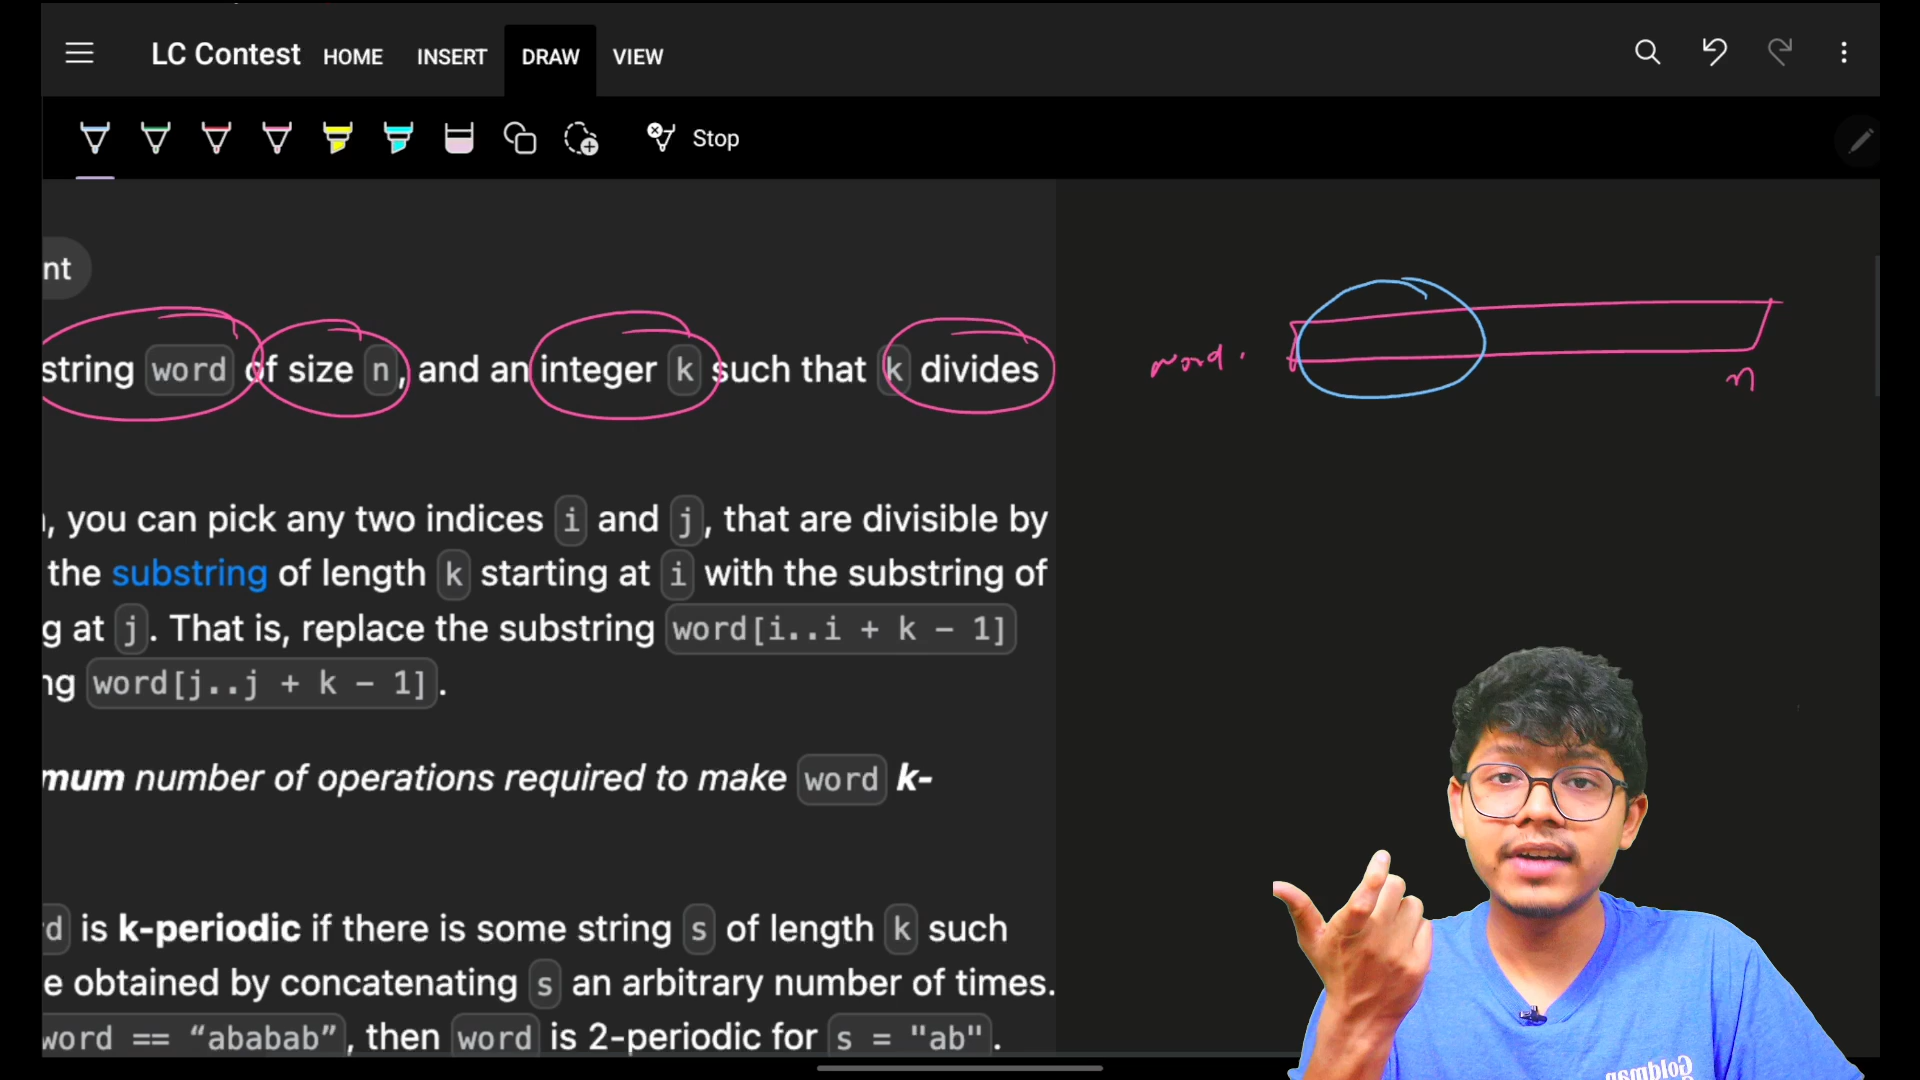 LC Contest HOME INSERT DRAW VIEW
Stop
nt
string word of size n, and an integer k such that k divides
word.
n
, you can pick any two indices i and j, that are divisible by
the substring of length k starting at i with the substring of
g at j. That is, replace the substring word[i..i + k - 1]
ng word[j..j + k - 1].
mum number of operations required to make word k-
d is k-periodic if there is some string s of length k such
e obtained by concatenating s an arbitrary number of times.
word == “ababab”, then word is 2-periodic for s = "ab".
Goldman